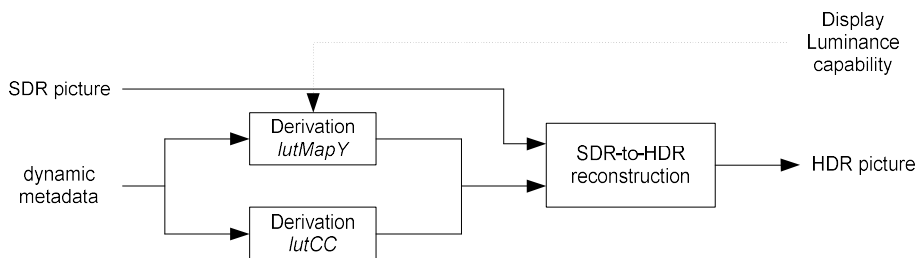 Display
Luminance
capability
SDR picture
Derivation
lutMapY
SDR-to-HDR
reconstruction
HDR picture
dynamic
metadata
Derivation
lutCC